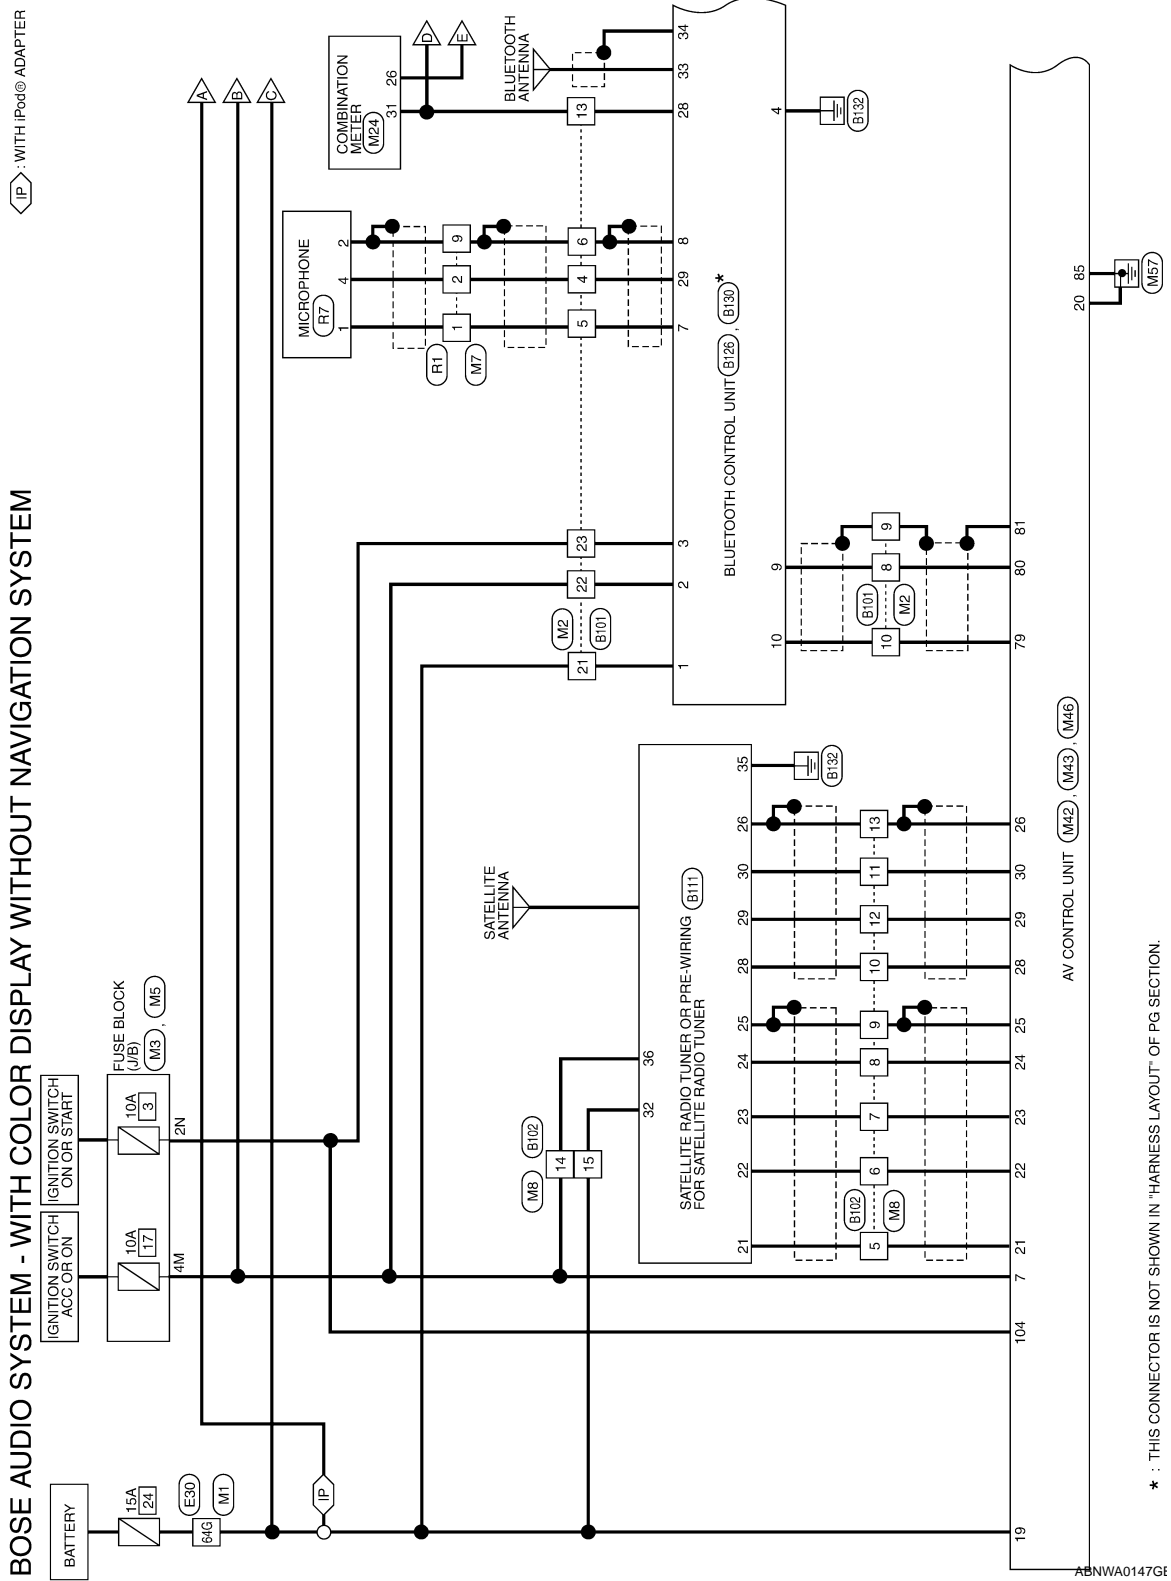 BOSE AUDIO SYSTEM - WITH COLOR DISPLAY WITHOUT NAVIGATION SYSTEM
IP : WITH iPod® ADAPTER
BATTERY
IGNITION SWITCH
ACC OR ON
IGNITION SWITCH
ON OR START
15A
24
10A
17
10A
3
FUSE BLOCK
(J/B)
M3 , M5
4M
2N
E30
M1
64G
IP
A
B
C
MICROPHONE
R7
1
4
2
COMBINATION
METER
M24
31
26
D
E
R1
M7
1
2
9
BLUETOOTH
ANTENNA
SATELLITE
ANTENNA
M8
B102
14
15
M2
B101
21
22
23
5
4
6
13
32
36
SATELLITE RADIO TUNER OR PRE-WIRING
FOR SATELLITE RADIO TUNER
B111
21
22
23
24
25
28
29
30
26
35
B132
1
2
3
7
29
8
28
33
34
BLUETOOTH CONTROL UNIT B126 , B130 *
10
9
4
B132
B102
M8
5
6
7
8
9
10
12
11
13
B101
M2
10
8
9
19
104
7
21
22
23
24
25
28
29
30
26
79
80
81
20
85
M57
AV CONTROL UNIT M42 , M43 , M46
* : THIS CONNECTOR IS NOT SHOWN IN "HARNESS LAYOUT" OF PG SECTION.